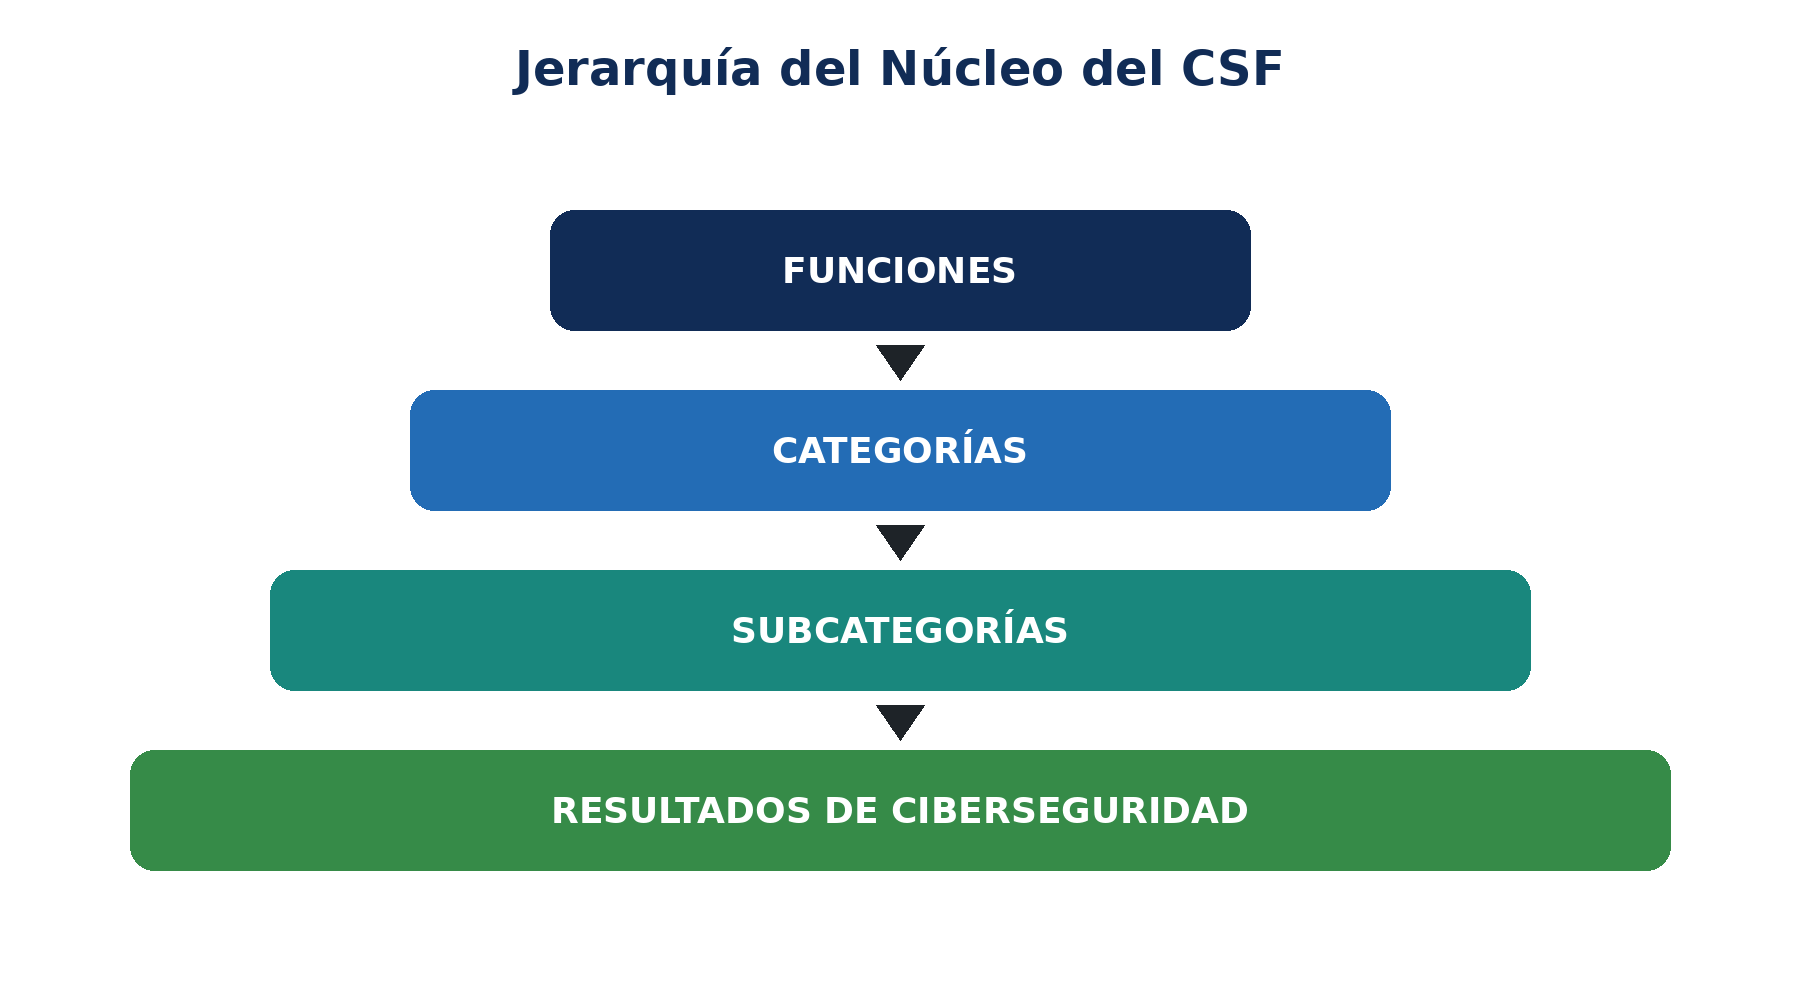 Jerarquía del Núcleo del CSF
FUNCIONES
CATEGORÍAS
SUBCATEGORÍAS
RESULTADOS DE CIBERSEGURIDAD